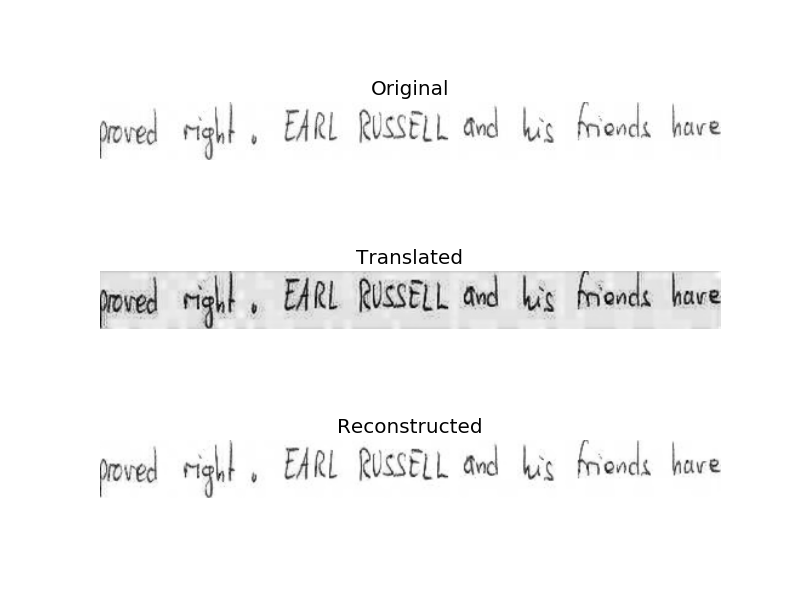 Original
proved right. EARL RUSSELL and his friends have
Translated
proved right. EARL RUSSELL and his friends have
Reconstructed
proved right. EARL RUSSELL and his friends have